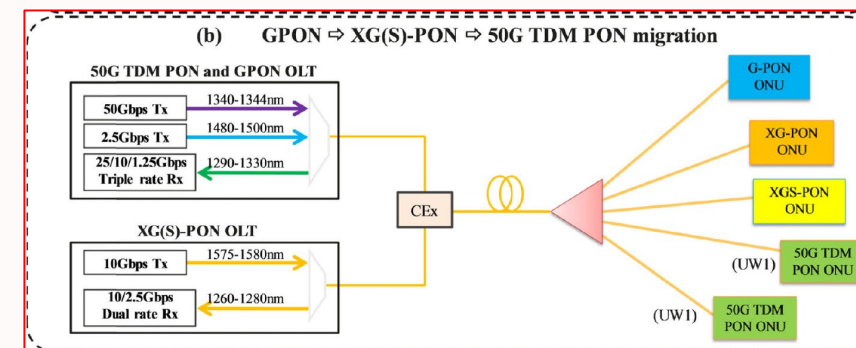 (b) GPON ⇨ XG(S)-PON ⇨ 50G TDM PON migration
50G TDM PON and GPON OLT
50Gbps Tx
1340-1344nm
2.5Gbps Tx
1480-1500nm
25/10/1.25Gbps
Triple rate Rx
1290-1330nm
XG(S)-PON OLT
10Gbps Tx
1575-1580nm
10/2.5Gbps
Dual rate Rx
1260-1280nm
CEx
G-PON
ONU
XG-PON
ONU
XGS-PON
ONU
(UW1)
50G TDM
PON ONU
(UW1)
50G TDM
PON ONU